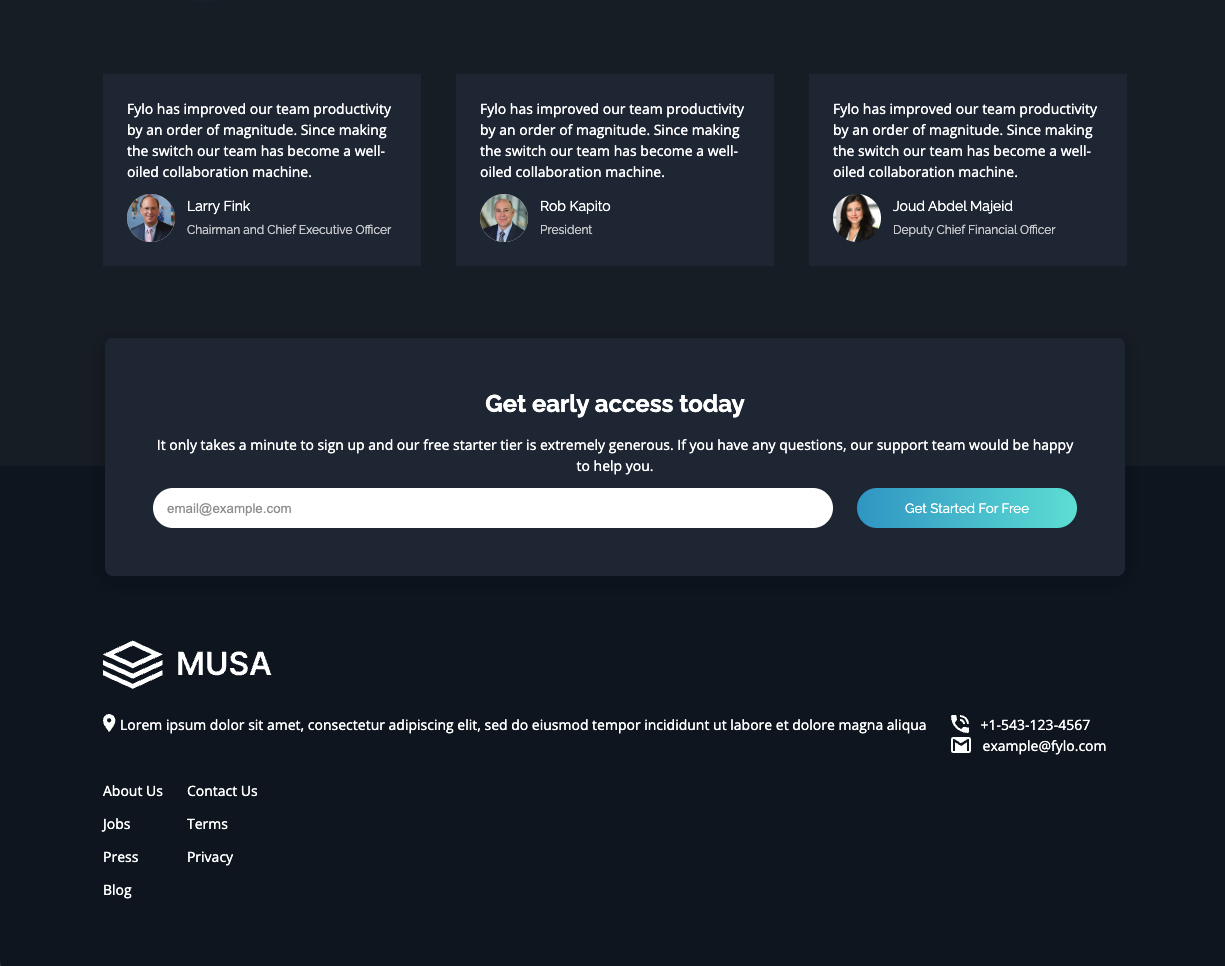 Fylo has improved our team productivity
by an order of magnitude. Since making
the switch our team has become a well-
oiled collaboration machine.
Larry Fink
Chairman and Chief Executive Officer
Fylo has improved our team productivity
by an order of magnitude. Since making
the switch our team has become a well-
oiled collaboration machine.
Rob Kapito
President
Fylo has improved our team productivity
by an order of magnitude. Since making
the switch our team has become a well-
oiled collaboration machine.
Joud Abdel Majeid
Deputy Chief Financial Officer
Get early access today
It only takes a minute to sign up and our free starter tier is extremely generous. If you have any questions, our support team would be happy
to help you.
email@example.com
Get Started For Free
MUSA
Lorem ipsum dolor sit amet, consectetur adipiscing elit, sed do eiusmod tempor incididunt ut labore et dolore magna aliqua
+1-543-123-4567
example@fylo.com
About Us
Jobs
Press
Blog
Contact Us
Terms
Privacy